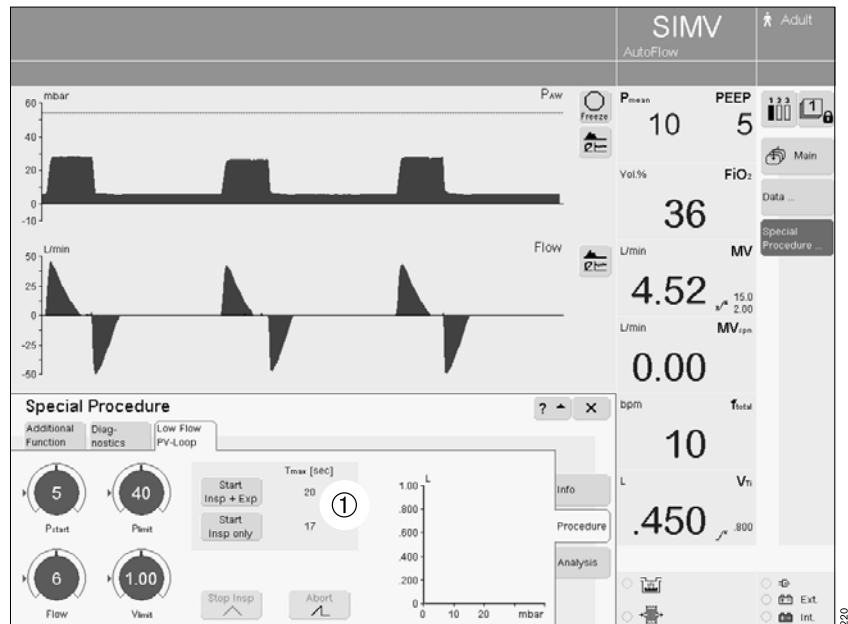 SIMV
AutoFlow
Adult
mbar
Paw
60
40
20
0
-10
Freeze
L/min
Flow
50
25
0
-25
-50
Pmean
PEEP
10
5
Vol.%
FiO2
36
L/min
MV
4.52
15.0
2.00
L/min
MVspn
0.00
bpm
ftotal
10
L
VTi
.450
.800
1 2 3
1
Main
Data ...
Special
Procedure ...
Special Procedure
?
X
Additional
Function
Diag-
nostics
Low Flow
PV-Loop
5
Pstart
40
Plimit
6
Flow
1.00
Vlimit
Tmax [sec]
Start
Insp + Exp
20
Start
Insp only
17
①
Stop Insp
Abort
L
1.00
.800
.600
.400
.200
0
0 10 20 mbar
Info
Procedure
Analysis
Ext.
Int.
220